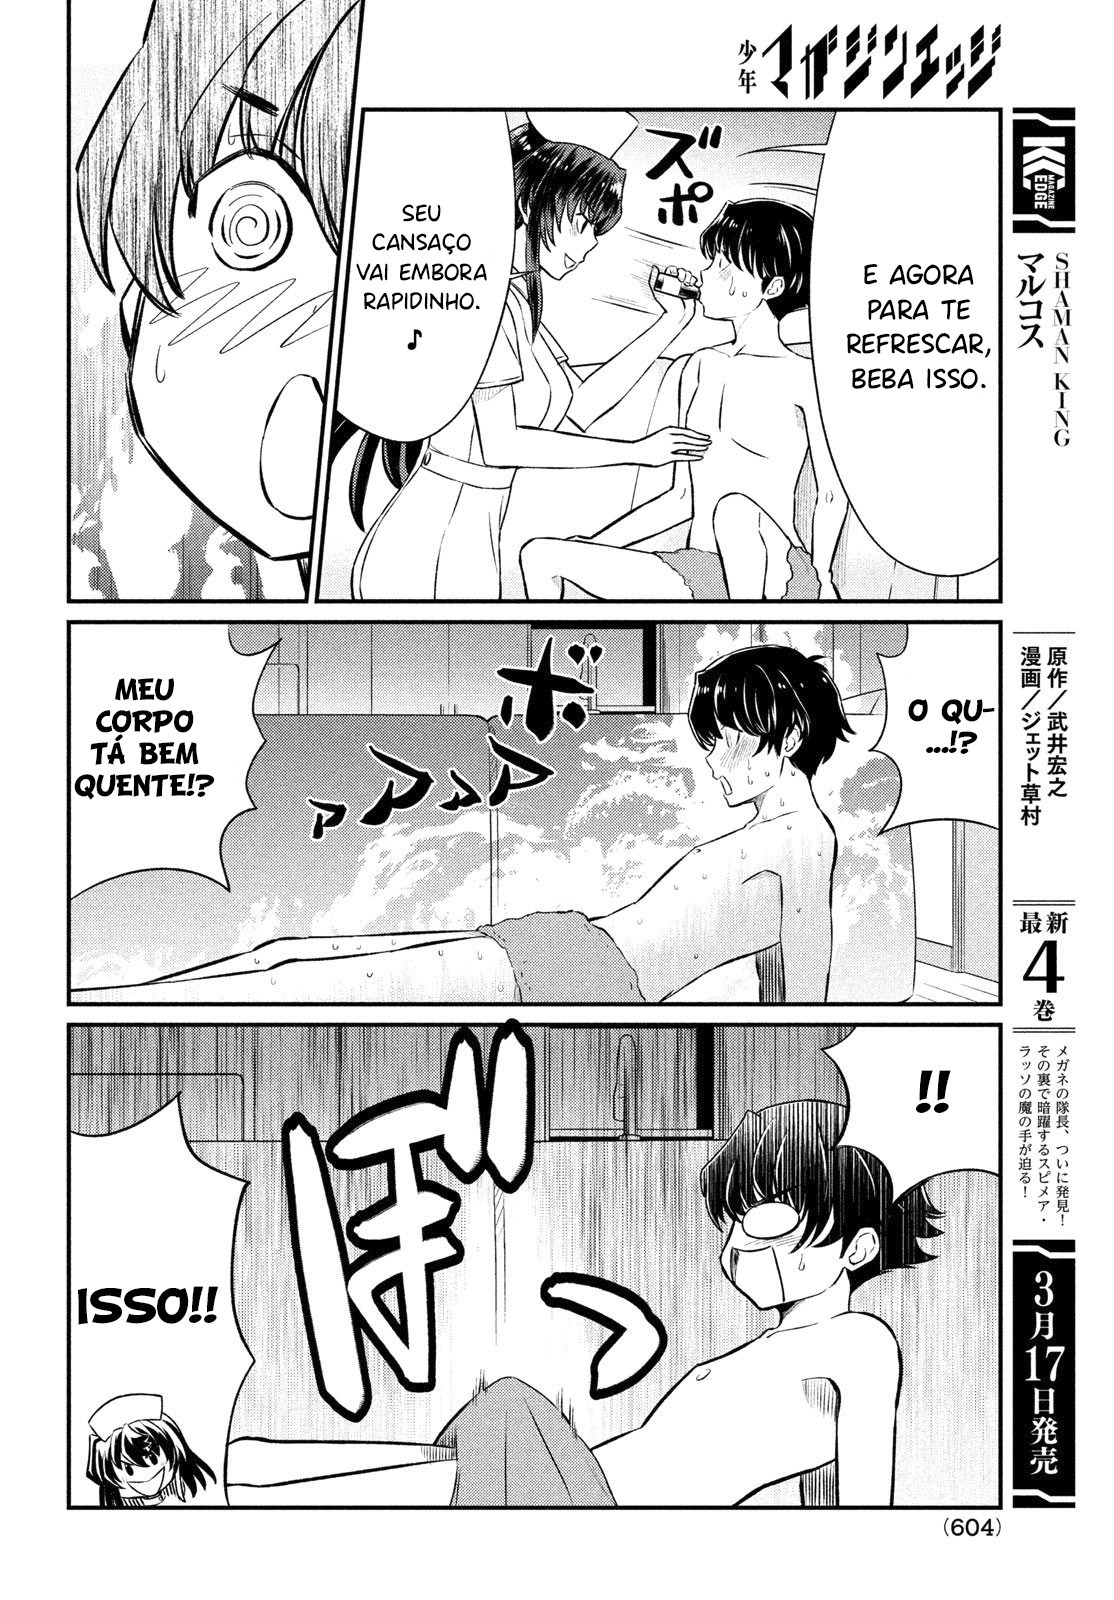 少年
マガジンエッジ
E AGORA
PARA TE
REFRESCAR,
BEBA ISSO.
ズポ
SEU
CANSAÇO
VAI EMBORA
RAPIDINHO.
♪
O QU-
....!?
ボ
MEU
CORPO
TÁ BEM
QUENTE!?
!!
ぼっ
ISSO!!
KC
MAGAZINE
EDGE
SHAMAN KING
マルコス
原作／武井宏之
漫画／ジェット草村
最新
4
巻
メガネの隊長、ついに発見！
その裏で暗躍するスピメア・
ラッソの魔の手が迫る！
3月17日発売
(604)